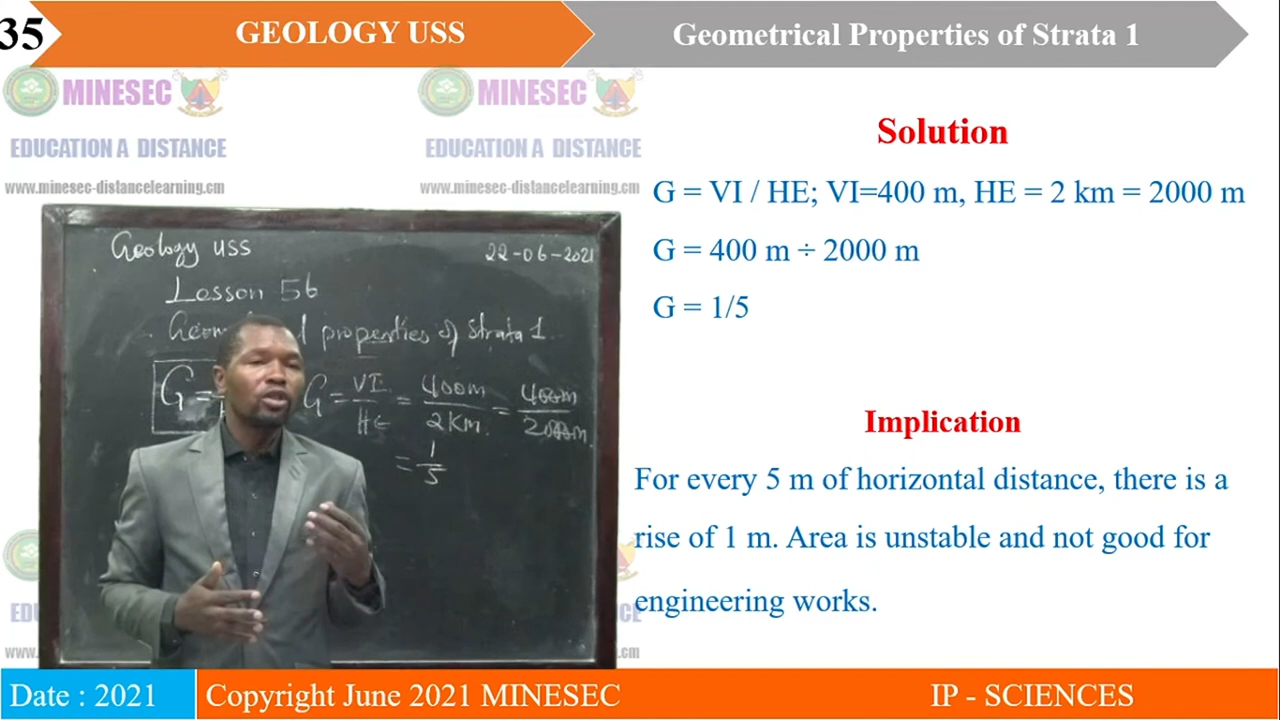 35
GEOLOGY USS
Geometrical Properties of Strata 1
MINESEC
MINESEC
EDUCATION A DISTANCE
EDUCATION A DISTANCE
www.minesec-distancelearning.cm
www.minesec-distancelearning.cm
Geology uss
22-06-2021
Lesson 56
properties of Strata 1
G =
G = VI / HE = 400m / 2Km. = 400m / 2000m.
= 1/5
Solution
G = VI / HE; VI=400 m, HE = 2 km = 2000 m
G = 400 m ÷ 2000 m
G = 1/5
Implication
For every 5 m of horizontal distance, there is a
rise of 1 m. Area is unstable and not good for
engineering works.
Date : 2021
Copyright June 2021 MINESEC
IP - SCIENCES